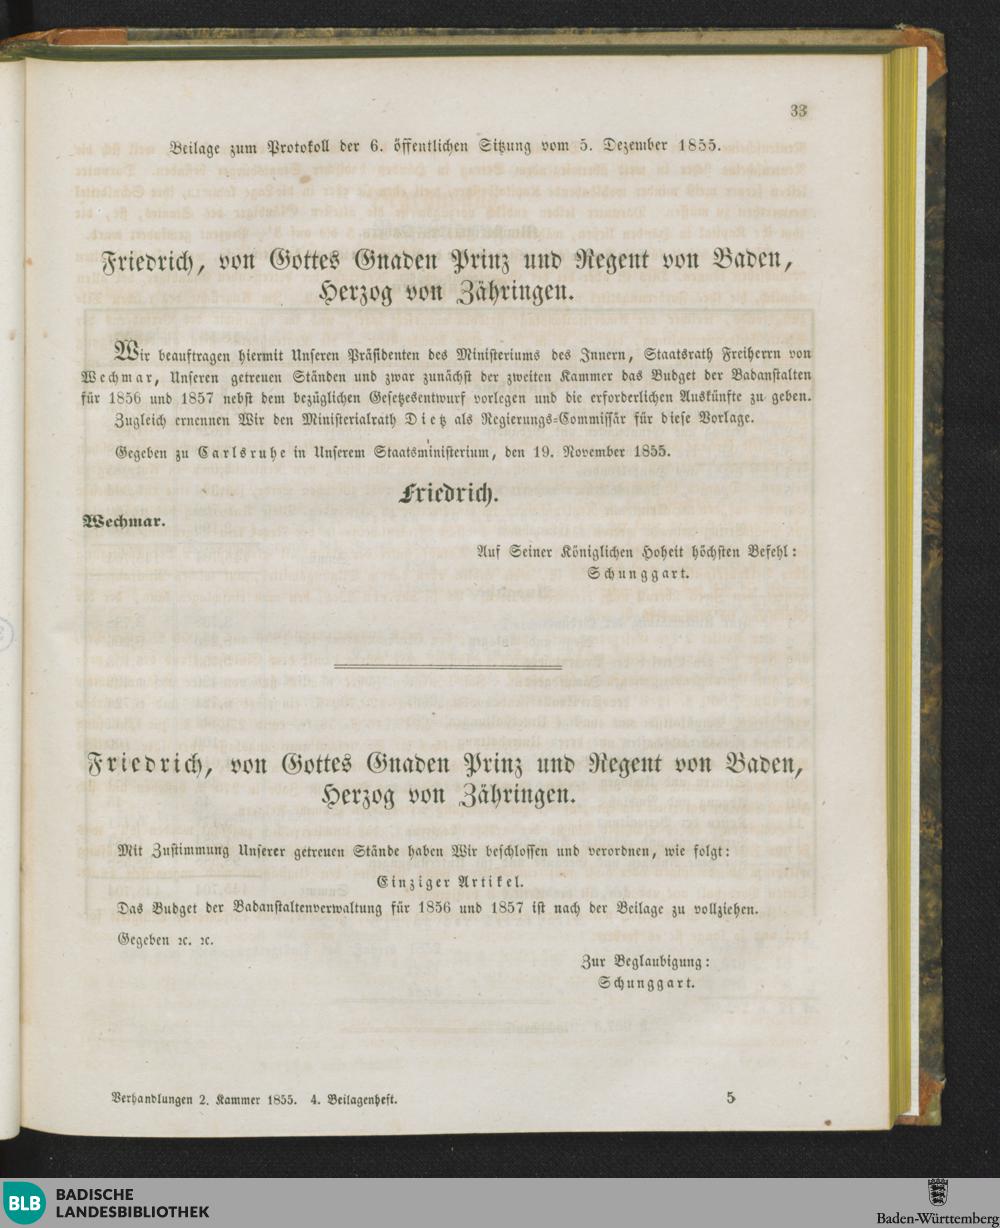 33
Beilage zum Protokoll der 6. öffentlichen Sitzung vom 5. Dezember 1855.
Friedrich, von Gottes Gnaden Prinz und Regent von Baden,
Herzog von Zähringen.
Wir beauftragen hiermit Unseren Präsidenten des Ministeriums des Innern, Staatsrath Freiherrn von
Wechmar, Unseren getreuen Ständen und zwar zunächst der zweiten Kammer das Budget der Badanstalten
für 1856 und 1857 nebst dem bezüglichen Gesetzesentwurf vorlegen und die erforderlichen Auskünfte zu geben.
Zugleich ernennen Wir den Ministerialrath Dietz als Regierungs-Commissär für diese Vorlage.
Gegeben zu Carlsruhe in Unserem Staatsministerium, den 19. November 1855.
Friedrich.
Wechmar.
Auf Seiner Königlichen Hoheit höchsten Befehl:
Schunggart.
Friedrich, von Gottes Gnaden Prinz und Regent von Baden,
Herzog von Zähringen.
Mit Zustimmung Unserer getreuen Stände haben Wir beschlossen und verordnen, wie folgt:
Einziger Artikel.
Das Budget der Badanstaltenverwaltung für 1856 und 1857 ist nach der Beilage zu vollziehen.
Gegeben ꝛc. ꝛc.
Zur Beglaubigung:
Schunggart.
Verhandlungen 2. Kammer 1855. 4. Beilagenheft.
5
BLB BADISCHE
LANDESBIBLIOTHEK
Baden-Württemberg